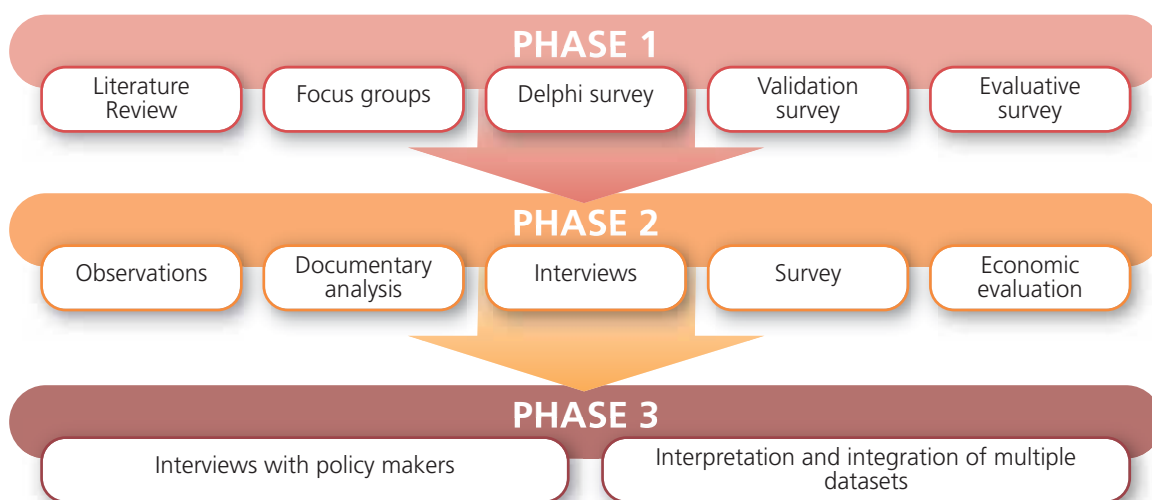 PHASE 1
Literature
Review
Focus groups
Delphi survey
Validation
survey
Evaluative
survey
PHASE 2
Observations
Documentary
analysis
Interviews
Survey
Economic
evaluation
PHASE 3
Interviews with policy makers
Interpretation and integration of multiple
datasets